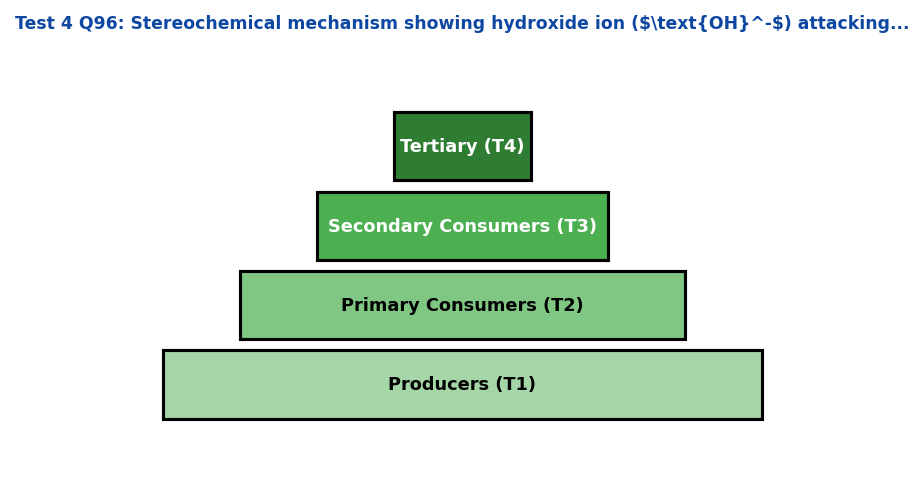 Test 4 Q96: Stereochemical mechanism showing hydroxide ion ($\text{OH}^-$) attacking...
Tertiary (T4)
Secondary Consumers (T3)
Primary Consumers (T2)
Producers (T1)